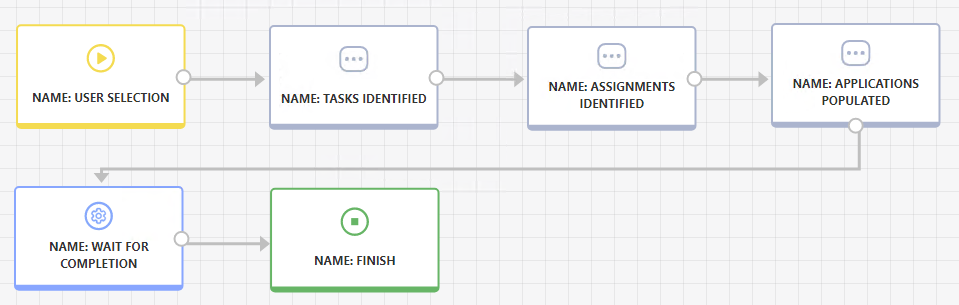 NAME: USER SELECTION
NAME: TASKS IDENTIFIED
NAME: ASSIGNMENTS
IDENTIFIED
NAME: APPLICATIONS
POPULATED
NAME: WAIT FOR
COMPLETION
NAME: FINISH